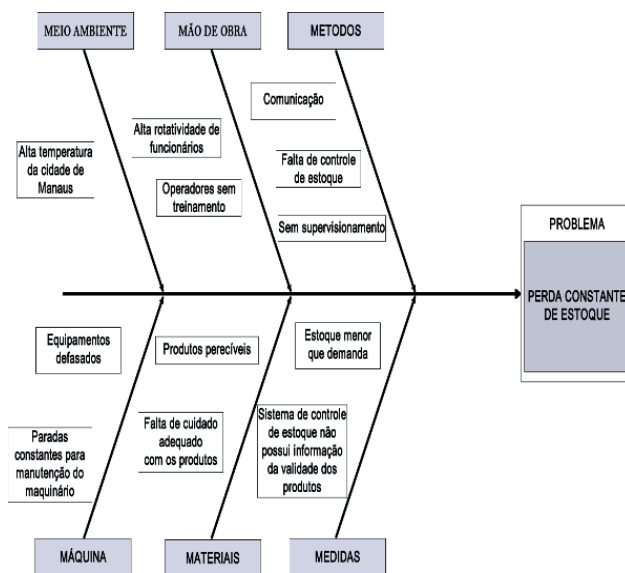 MEIO AMBIENTE
MÃO DE OBRA
METODOS
Comunicação
Alta rotatividade de
funcionários
Alta temperatura
da cidade de
Manaus
Falta de controle
de estoque
Operadores sem
treinamento
Sem supervisionamento
PROBLEMA
PERDA CONSTANTE
DE ESTOQUE
Equipamentos
defasados
Produtos perecíveis
Estoque menor
que demanda
Paradas
constantes para
manutenção do
maquinário
Falta de cuidado
adequado
com os produtos
Sistema de controle
de estoque não
possui informação
da validade dos
produtos
MÁQUINA
MATERIAIS
MEDIDAS